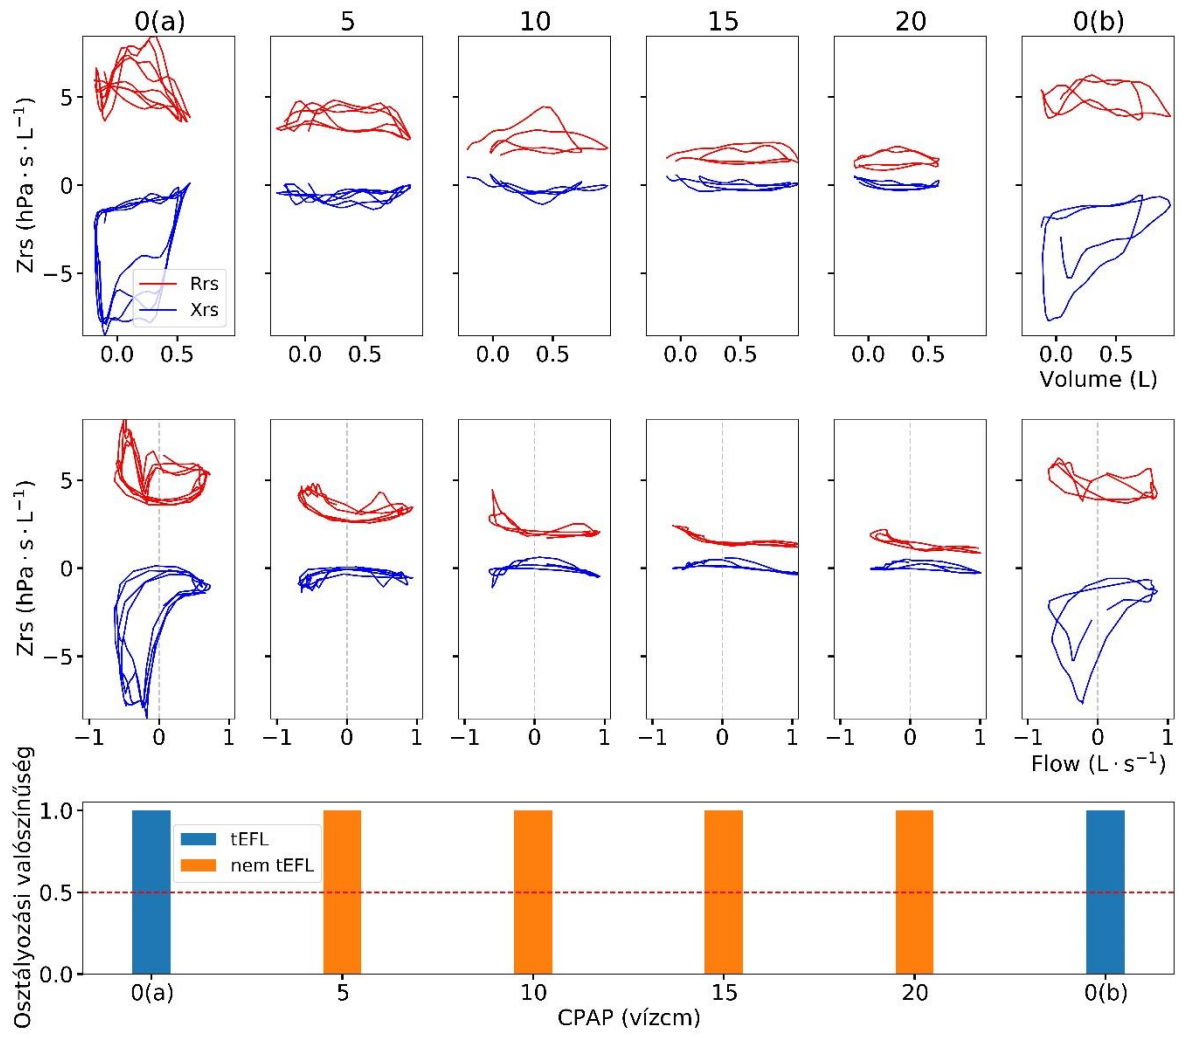 0(a) 5 10 15 20 0(b)
Zrs (hPa · s · L⁻¹)
5
0
−5
Rrs
Xrs
0.0 0.5 0.0 0.5 0.0 0.5 0.0 0.5 0.0 0.5 0.0 0.5
Volume (L)
Zrs (hPa · s · L⁻¹)
5
0
−5
−1 0 1 −1 0 1 −1 0 1 −1 0 1 −1 0 1 −1 0 1
Flow (L · s⁻¹)
Osztályozási valószínűség
1.0
0.5
0.0
tEFL
nem tEFL
0(a) 5 10 15 20 0(b)
CPAP (vízcm)